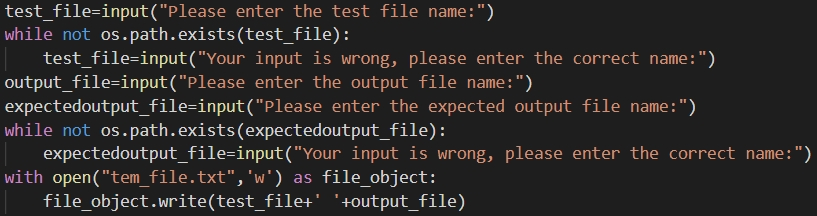 test_file=input("Please enter the test file name:")
while not os.path.exists(test_file):
    test_file=input("Your input is wrong, please enter the correct name:")
output_file=input("Please enter the output file name:")
expectedoutput_file=input("Please enter the expected output file name:")
while not os.path.exists(expectedoutput_file):
    expectedoutput_file=input("Your input is wrong, please enter the correct name:")
with open("tem_file.txt",'w') as file_object:
    file_object.write(test_file+' '+output_file)